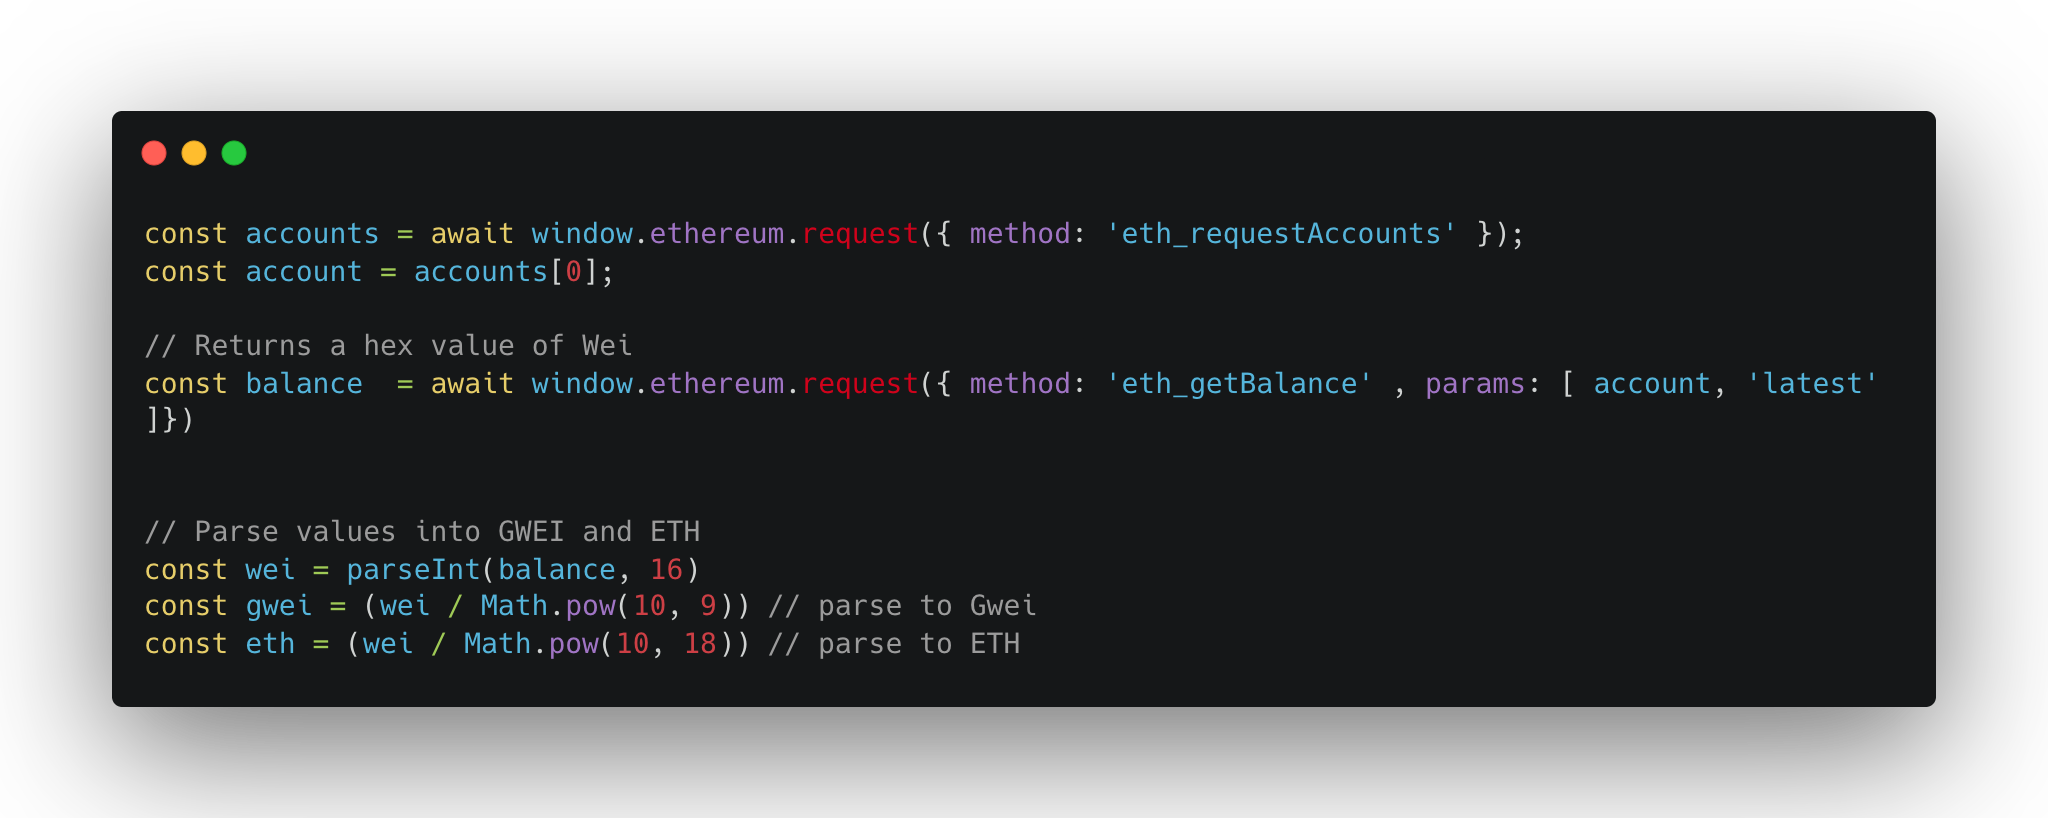 const accounts = await window.ethereum.request({ method: 'eth_requestAccounts' });
const account = accounts[0];
// Returns a hex value of Wei
const balance  = await window.ethereum.request({ method: 'eth_getBalance' , params: [ account, 'latest'
]})
// Parse values into GWEI and ETH
const wei = parseInt(balance, 16)
const gwei = (wei / Math.pow(10, 9)) // parse to Gwei
const eth = (wei / Math.pow(10, 18)) // parse to ETH